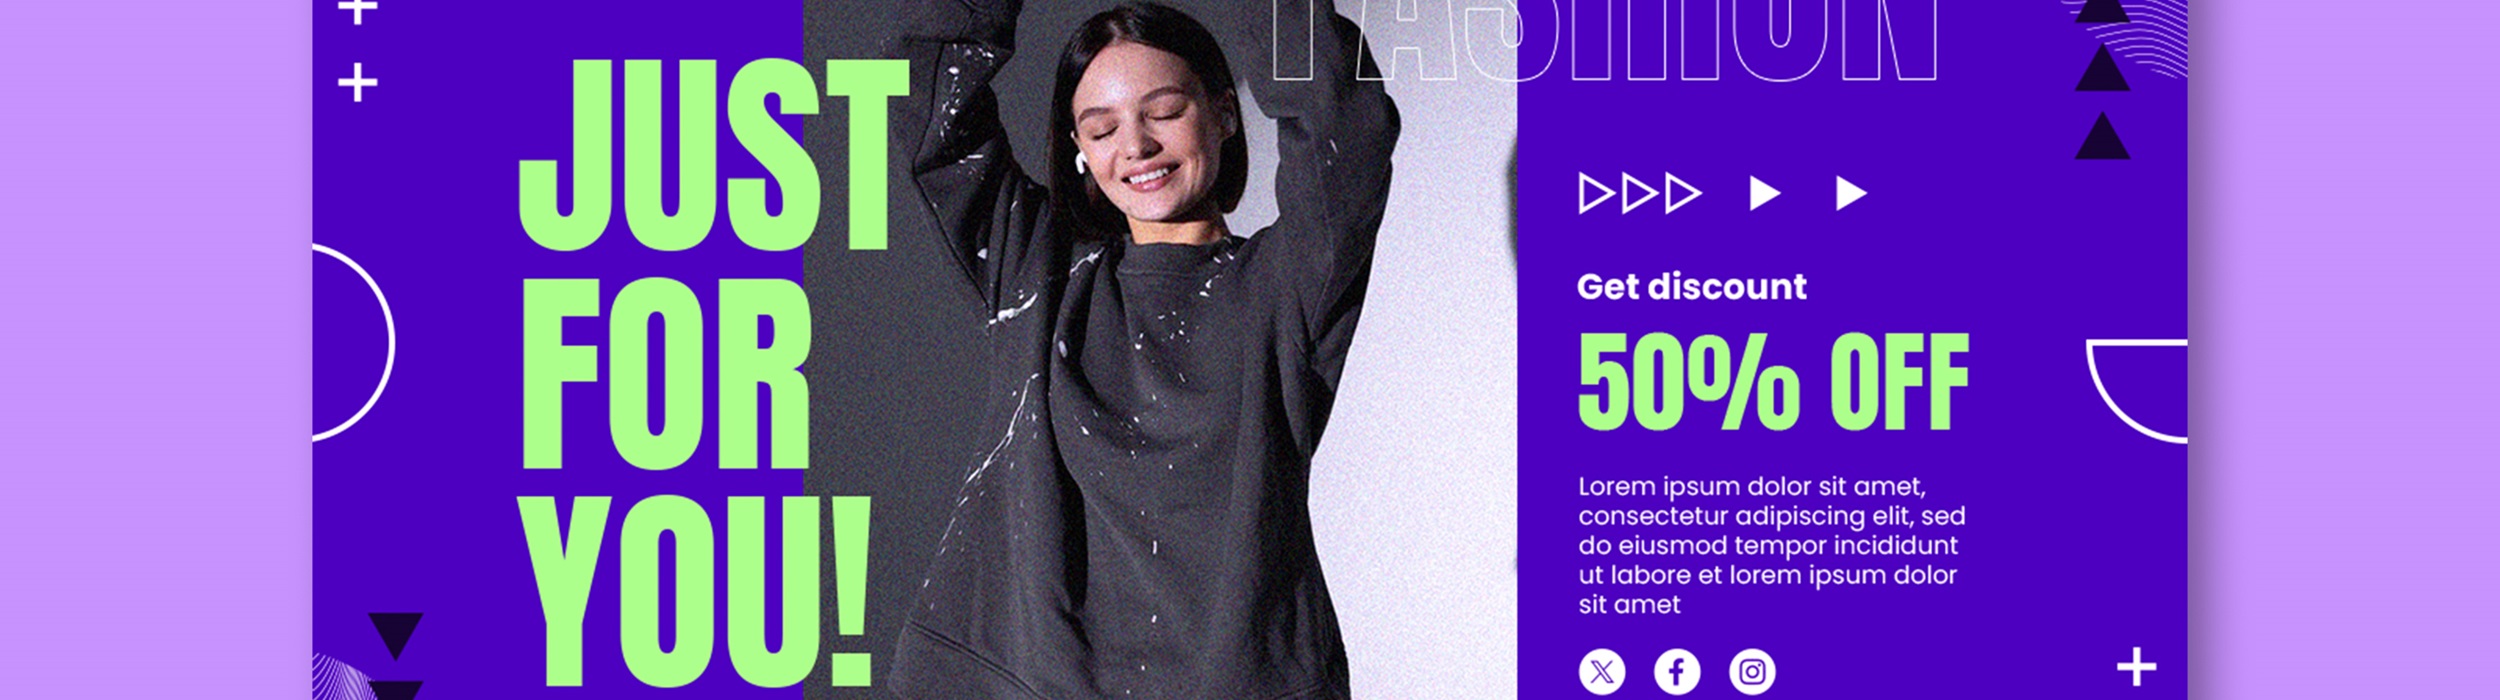 FASHION
JUST
FOR
YOU!
Get discount
50% OFF
Lorem ipsum dolor sit amet,
consectetur adipiscing elit, sed
do eiusmod tempor incididunt
ut labore et lorem ipsum dolor
sit amet